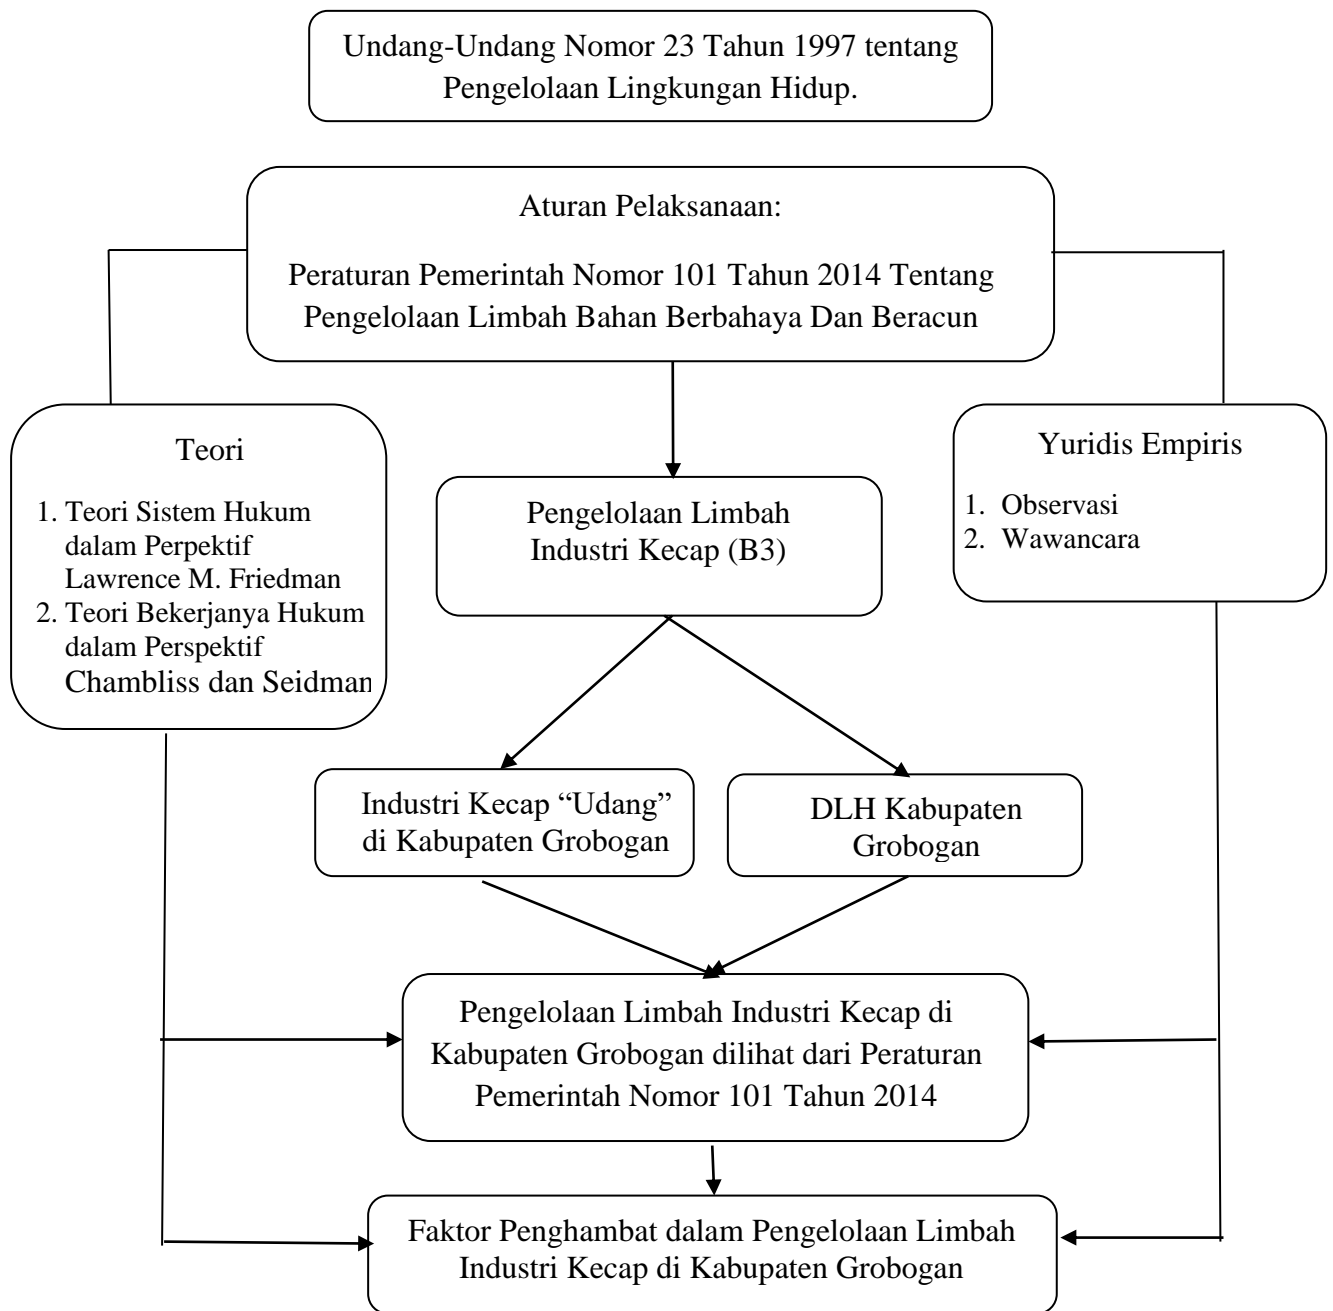 Undang-Undang Nomor 23 Tahun 1997 tentang
Pengelolaan Lingkungan Hidup.
Aturan Pelaksanaan:
Peraturan Pemerintah Nomor 101 Tahun 2014 Tentang
Pengelolaan Limbah Bahan Berbahaya Dan Beracun
Teori
1. Teori Sistem Hukum
dalam Perpektif
Lawrence M. Friedman
2. Teori Bekerjanya Hukum
dalam Perspektif
Chambliss dan Seidman
Pengelolaan Limbah
Industri Kecap (B3)
Yuridis Empiris
1. Observasi
2. Wawancara
Industri Kecap “Udang”
di Kabupaten Grobogan
DLH Kabupaten
Grobogan
Pengelolaan Limbah Industri Kecap di
Kabupaten Grobogan dilihat dari Peraturan
Pemerintah Nomor 101 Tahun 2014
Faktor Penghambat dalam Pengelolaan Limbah
Industri Kecap di Kabupaten Grobogan